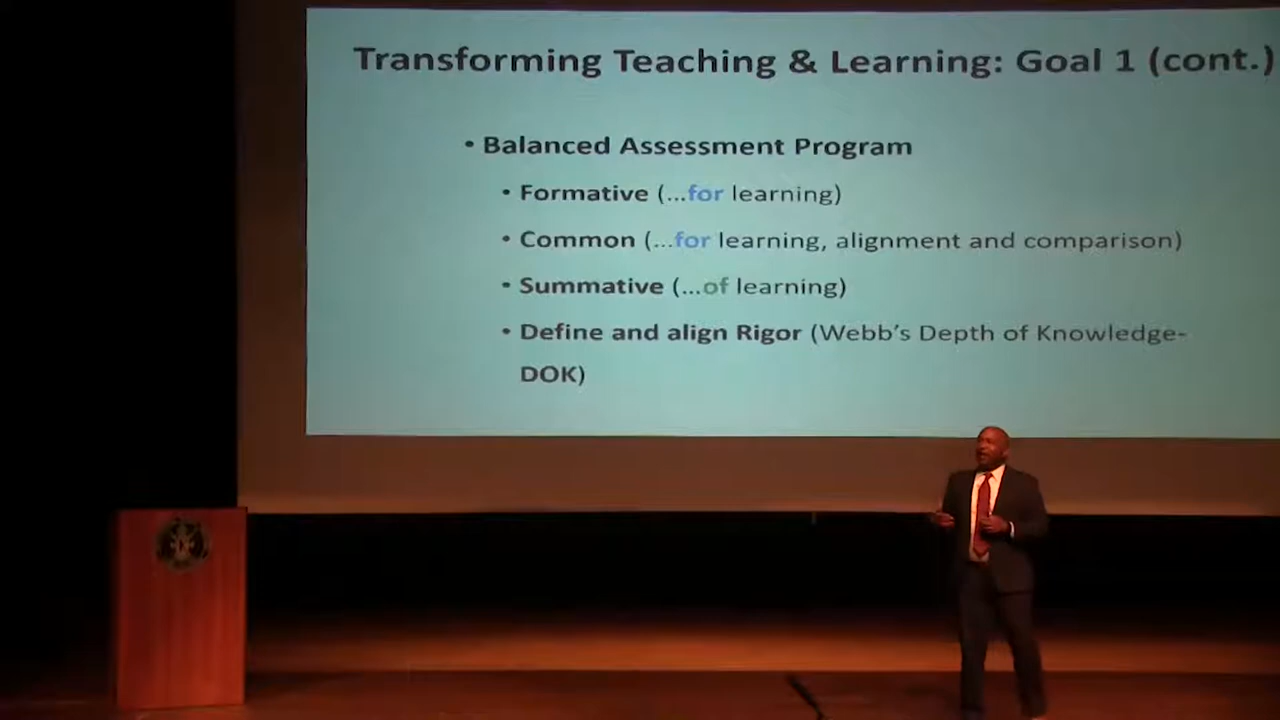 Transforming Teaching & Learning: Goal 1 (cont.)
• Balanced Assessment Program
• Formative (...for learning)
• Common (...for learning, alignment and comparison)
• Summative (...of learning)
• Define and align Rigor (Webb's Depth of Knowledge-
DOK)